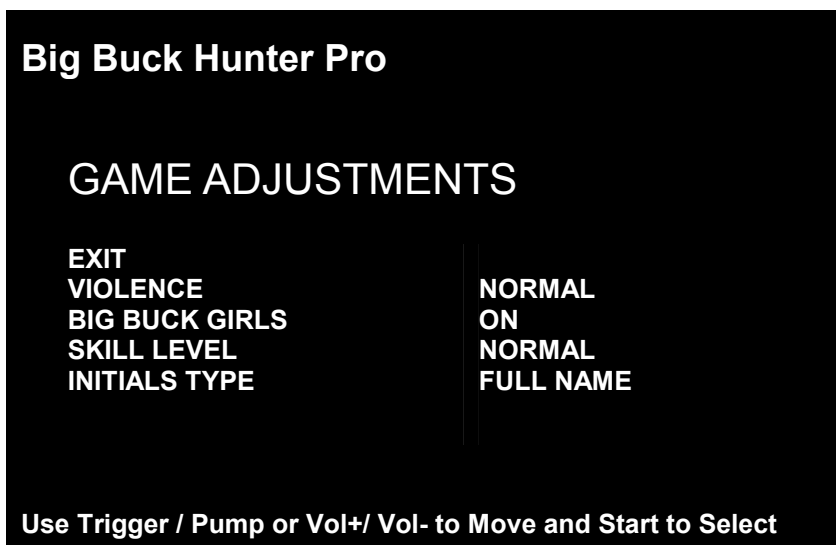 Big Buck Hunter Pro
GAME ADJUSTMENTS
EXIT
VIOLENCE NORMAL
BIG BUCK GIRLS ON
SKILL LEVEL NORMAL
INITIALS TYPE FULL NAME
Use Trigger / Pump or Vol+/ Vol- to Move and Start to Select